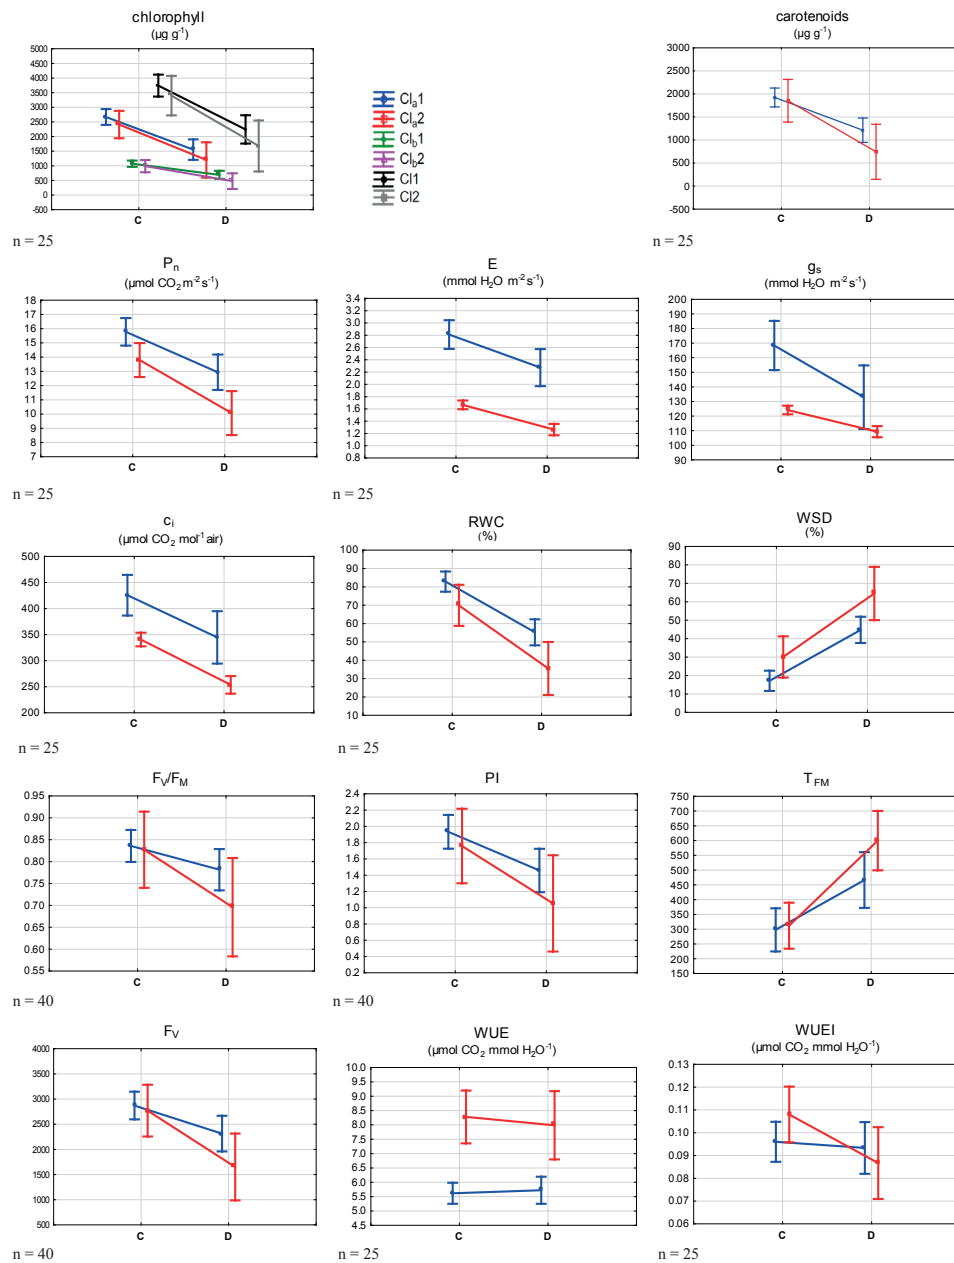 chlorophyll
(µg g⁻¹)
5000
4500
4000
3500
3000
2500
2000
1500
1000
500
0
-500
C D
n = 25
Clₐ1
Clₐ2
Cl_b1
Cl_b2
Cl1
Cl2
carotenoids
(µg g⁻¹)
3000
2500
2000
1500
1000
500
0
-500
C D
n = 25
Pₙ
(µmol CO₂ m⁻² s⁻¹)
18
17
16
15
14
13
12
11
10
9
8
7
C D
n = 25
E
(mmol H₂O m⁻² s⁻¹)
3.4
3.2
3.0
2.8
2.6
2.4
2.2
2.0
1.8
1.6
1.4
1.2
1.0
0.8
C D
n = 25
gₛ
(mmol H₂O m⁻² s⁻¹)
200
190
180
170
160
150
140
130
120
110
100
90
C D
n = 25
cᵢ
(µmol CO₂ mol⁻¹ air)
500
450
400
350
300
250
200
C D
n = 25
RWC
(%)
100
90
80
70
60
50
40
30
20
10
C D
n = 25
WSD
(%)
90
80
70
60
50
40
30
20
10
0
C D
F_V/F_M
0.95
0.90
0.85
0.80
0.75
0.70
0.65
0.60
0.55
C D
n = 40
PI
2.4
2.2
2.0
1.8
1.6
1.4
1.2
1.0
0.8
0.6
0.4
0.2
C D
n = 40
T_FM
750
700
650
600
550
500
450
400
350
300
250
200
150
C D
F_V
4000
3500
3000
2500
2000
1500
1000
500
C D
n = 40
WUE
(µmol CO₂ mmol H₂O⁻¹)
10.0
9.5
9.0
8.5
8.0
7.5
7.0
6.5
6.0
5.5
5.0
4.5
C D
n = 25
WUEI
(µmol CO₂ mmol H₂O⁻¹)
0.13
0.12
0.11
0.10
0.09
0.08
0.07
0.06
C D
n = 25